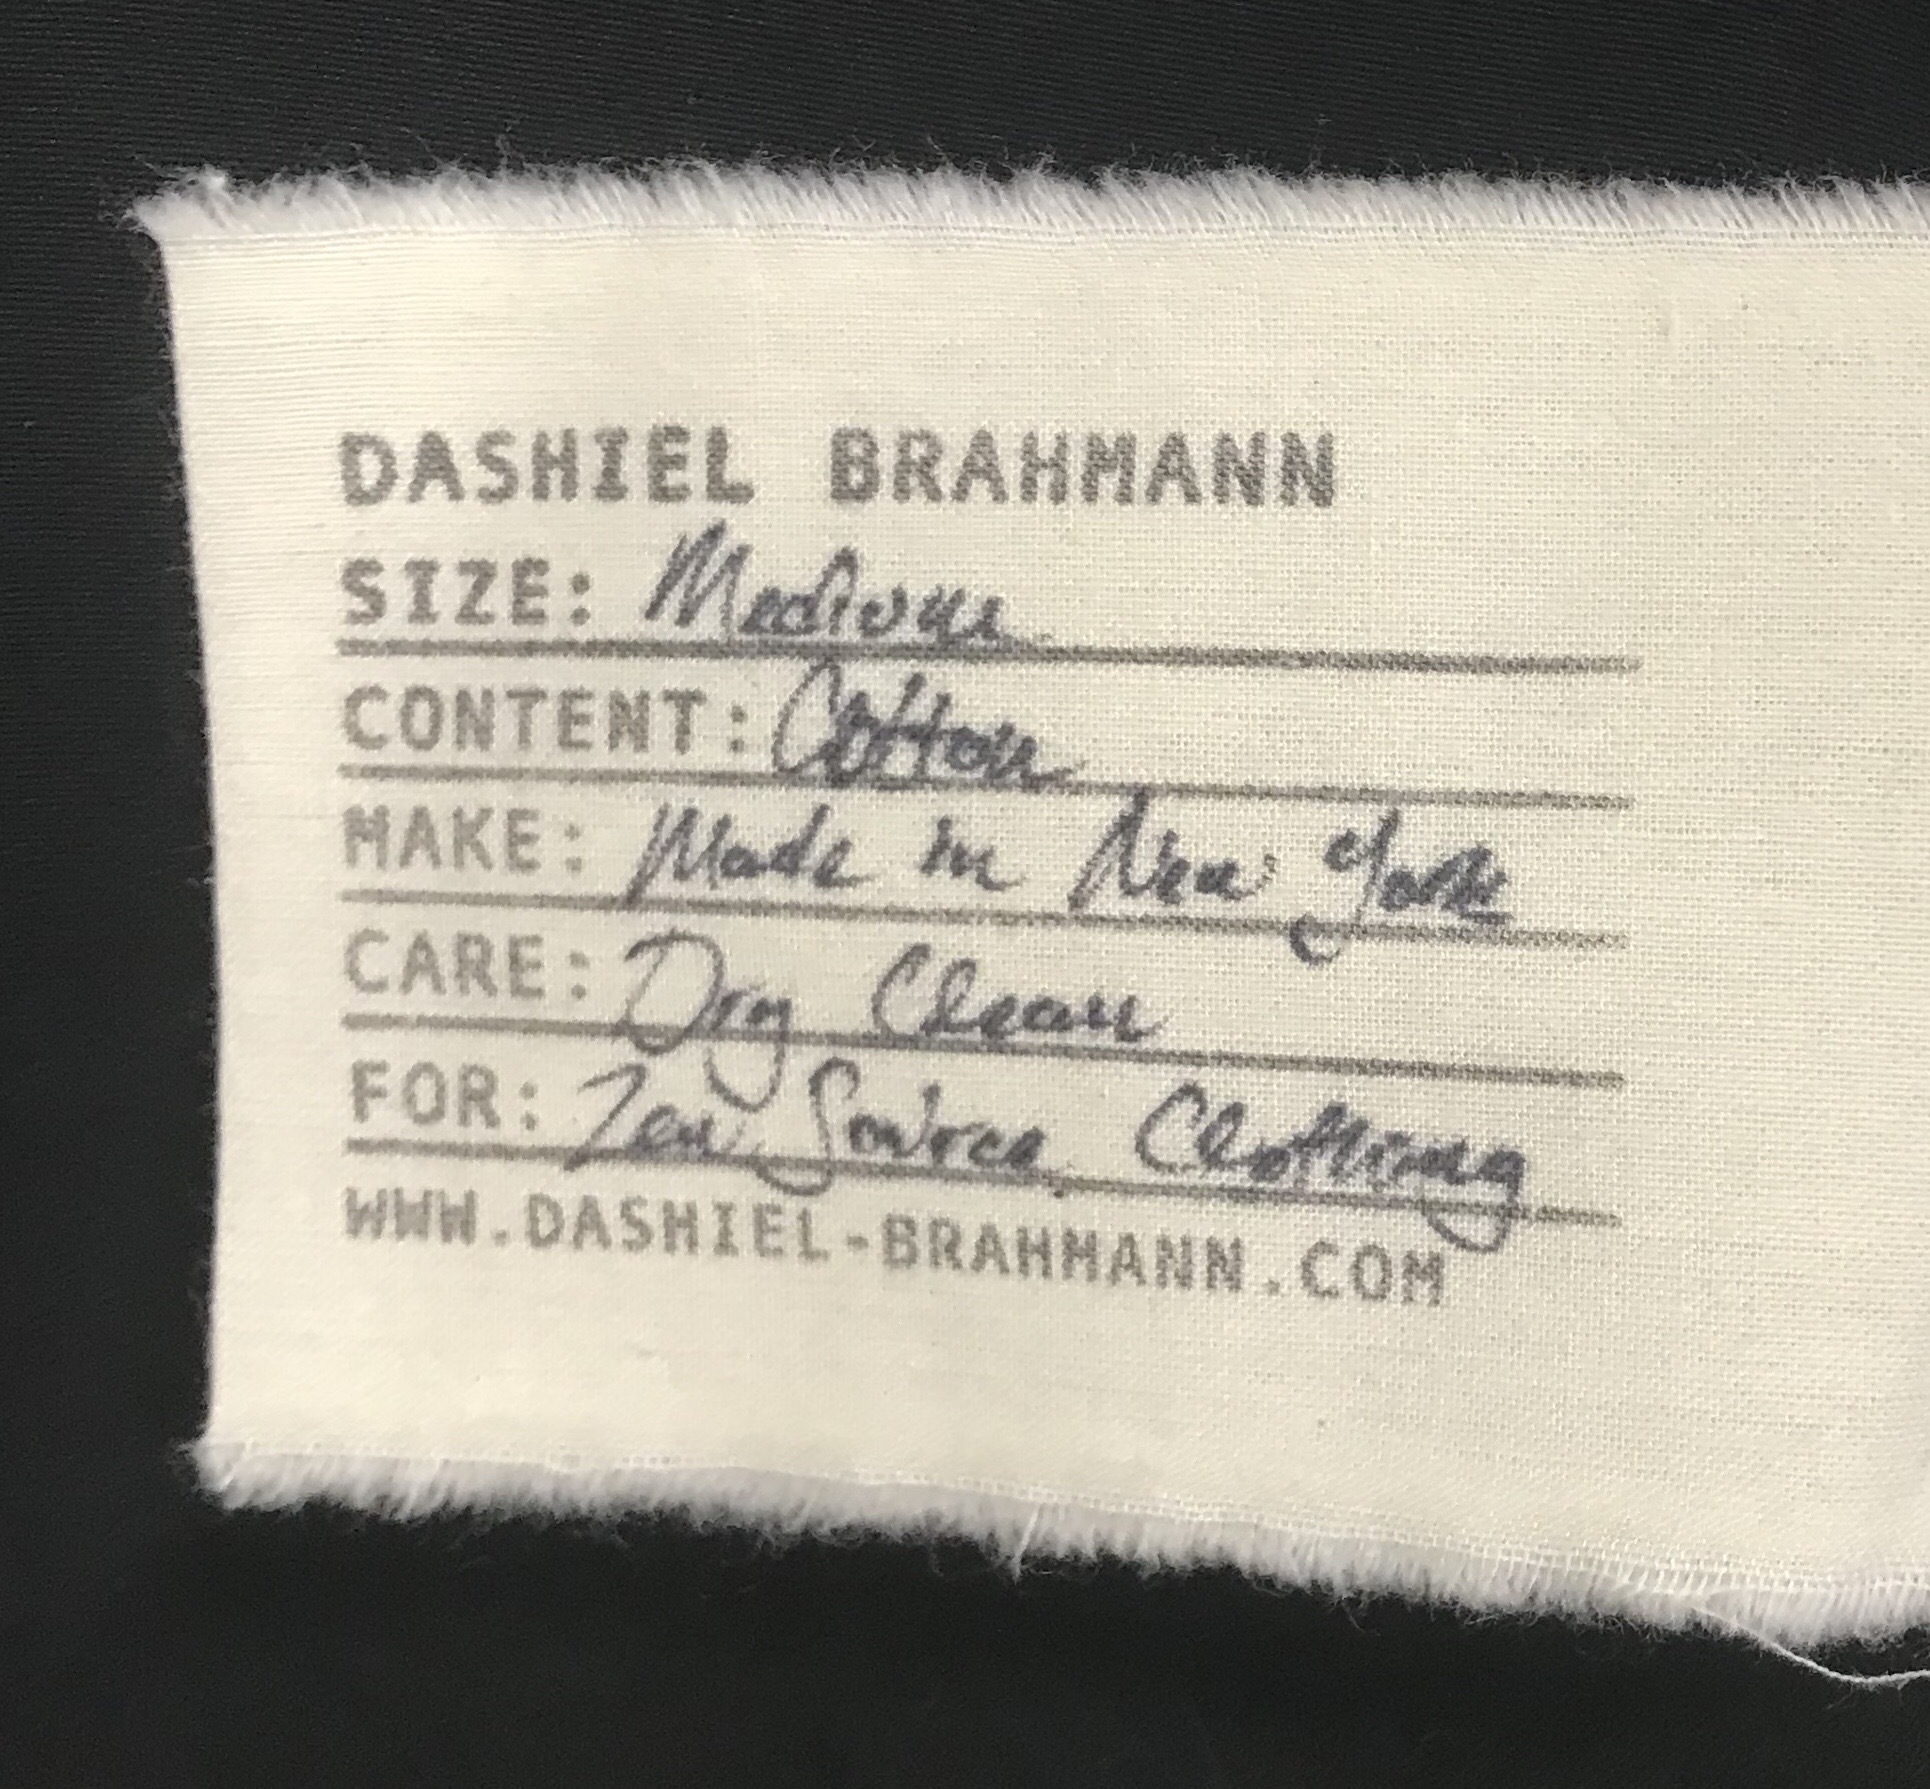 DASHIEL BRAHMANN
SIZE: Medium
CONTENT: Cotton
MAKE: Made in New York
CARE: Dry Clean
FOR: Zen Source Clothing
WWW.DASHIEL-BRAHMANN.COM